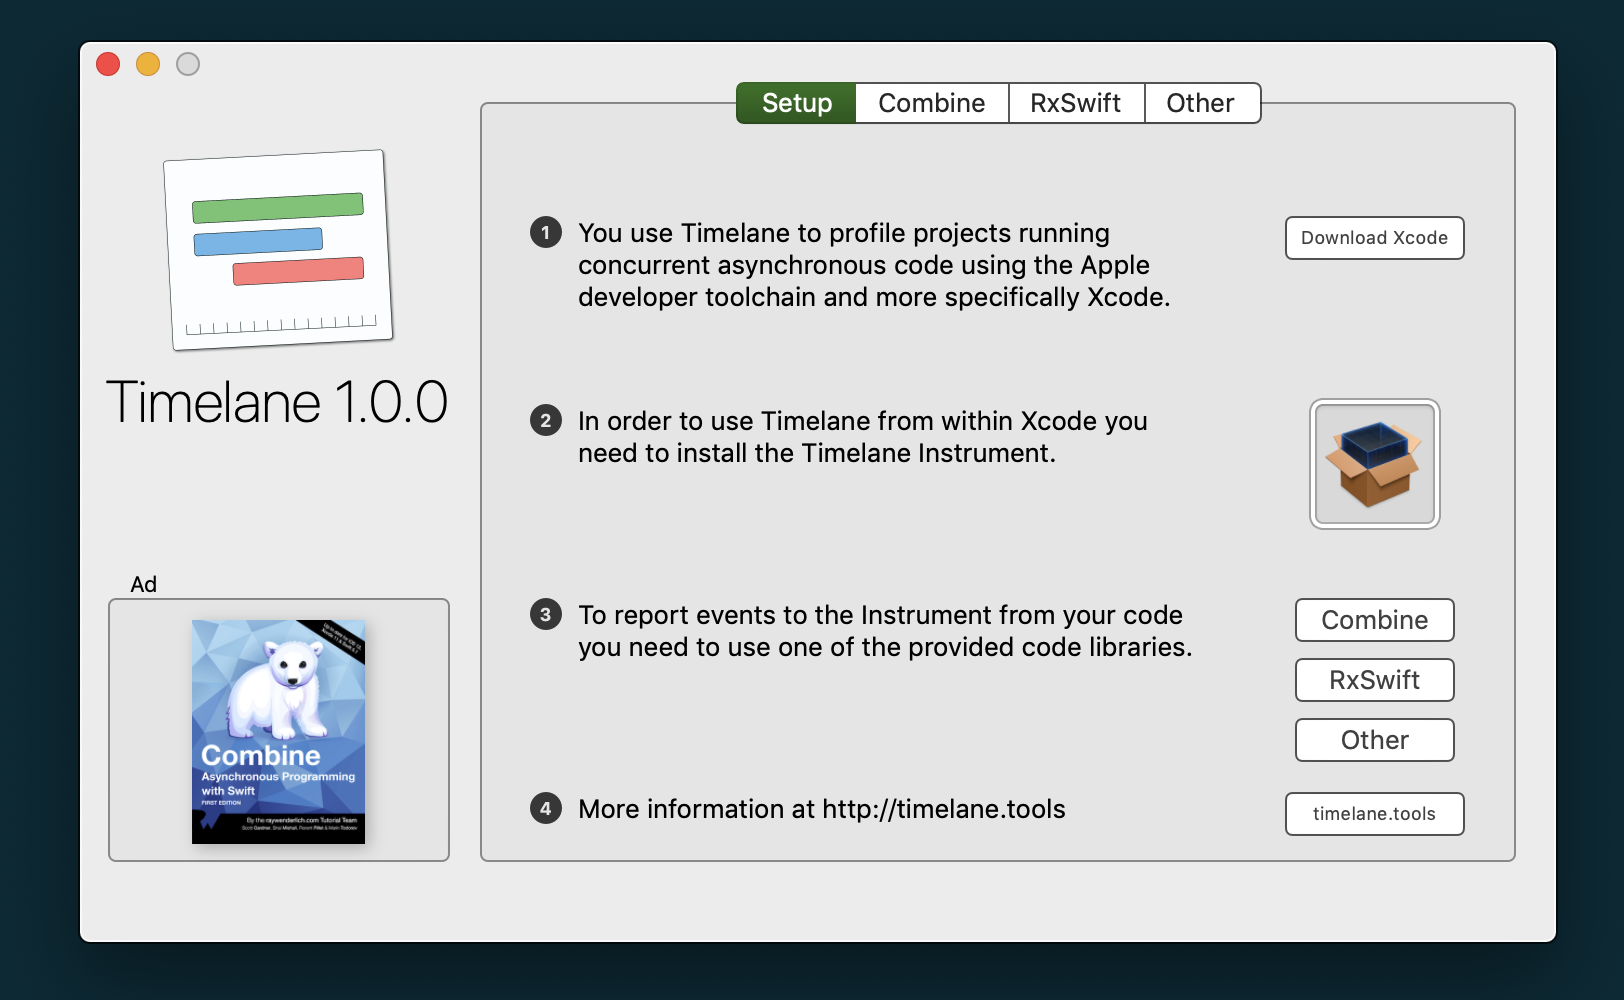 Setup
Combine
RxSwift
Other
Timelane 1.0.0
1
You use Timelane to profile projects running
concurrent asynchronous code using the Apple
developer toolchain and more specifically Xcode.
Download Xcode
2
In order to use Timelane from within Xcode you
need to install the Timelane Instrument.
3
To report events to the Instrument from your code
you need to use one of the provided code libraries.
Combine
RxSwift
Other
4
More information at http://timelane.tools
timelane.tools
Ad
Combine
Asynchronous Programming
with Swift
FIRST EDITION
By the raywenderlich.com Tutorial Team